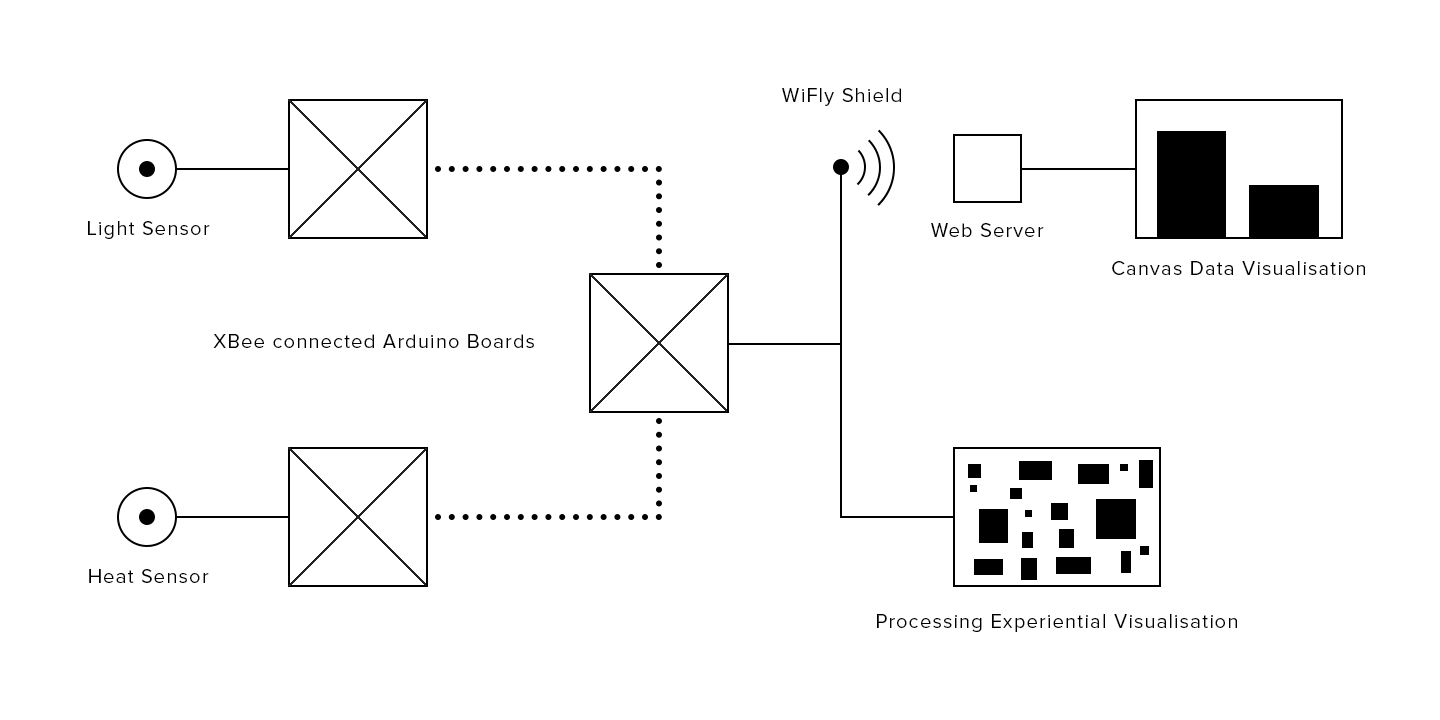 WiFly Shield
Light Sensor
Web Server
Canvas Data Visualisation
XBee connected Arduino Boards
Heat Sensor
Processing Experiential Visualisation